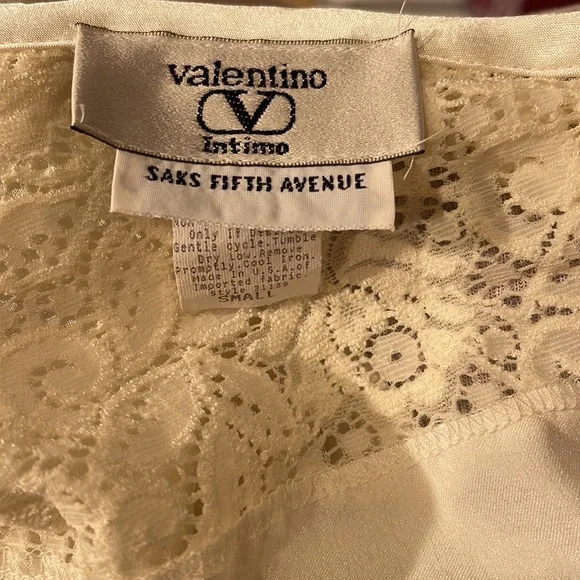 Valentino
V
Intimo
SAKS FIFTH AVENUE
Only If
Gentle cycle.Tumble
Dry Low.Remove
Promptly.Cool Iron.
Made in U.S.A.of
Imported fabric.
Style
SMALL